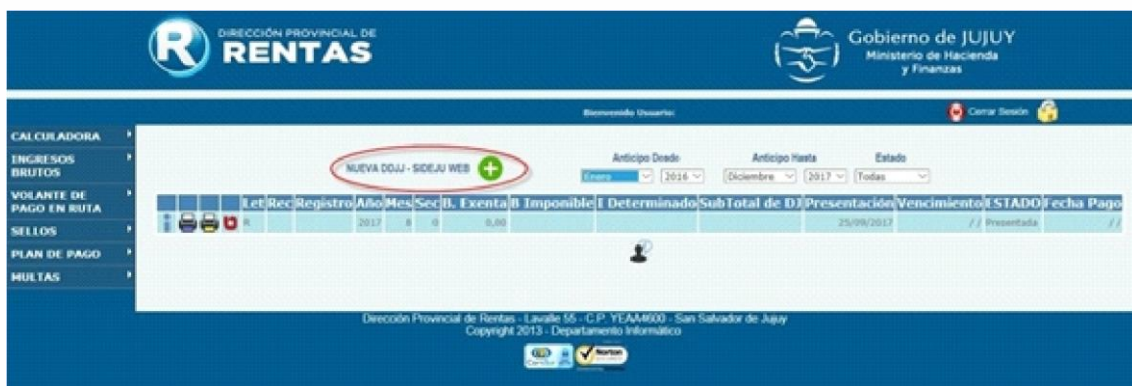 DIRECCIÓN PROVINCIAL DE
RENTAS
Gobierno de JUJUY
Ministerio de Hacienda
y Finanzas
Bienvenido Usuario:
Cerrar Sesión
CALCULADORA
INGRESOS
BRUTOS
VOLANTE DE
PAGO EN RUTA
SELLOS
PLAN DE PAGO
MULTAS
NUEVA DDJJ - SIDEJU WEB
Anticipo Desde Anticipo Hasta Estado
Enero 2016 Diciembre 2017 Todas
Let Rec Registro Año Mes Sec B. Exenta B Imponible I Determinado SubTotal de DJ Presentación Vencimiento ESTADO Fecha Pago
R 2017 8 0 0,00 25/09/2017 / / Presentada / /
Dirección Provincial de Rentas - Lavalle 55 - C.P. YEAA4600 - San Salvador de Jujuy
Copyright 2013 - Departamento Informático
Norton